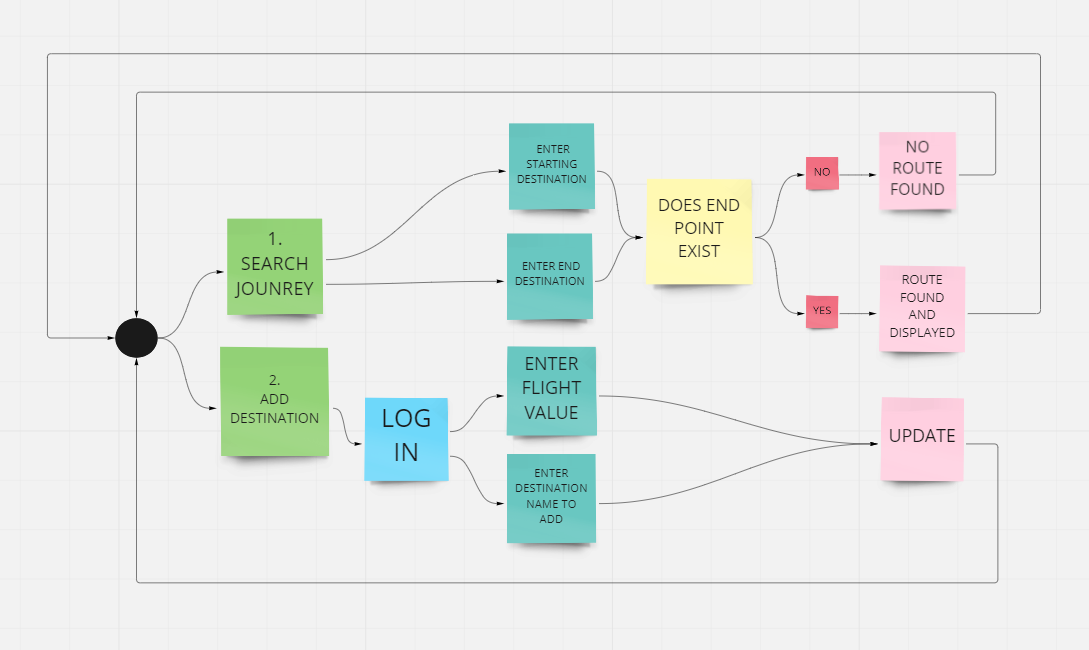 1.
SEARCH
JOUNREY
2.
ADD
DESTINATION
LOG
IN
ENTER
STARTING
DESTINATION
ENTER END
DESTINATION
ENTER
FLIGHT
VALUE
ENTER
DESTINATION
NAME TO
ADD
DOES END
POINT
EXIST
NO
YES
NO
ROUTE
FOUND
ROUTE
FOUND
AND
DISPLAYED
UPDATE